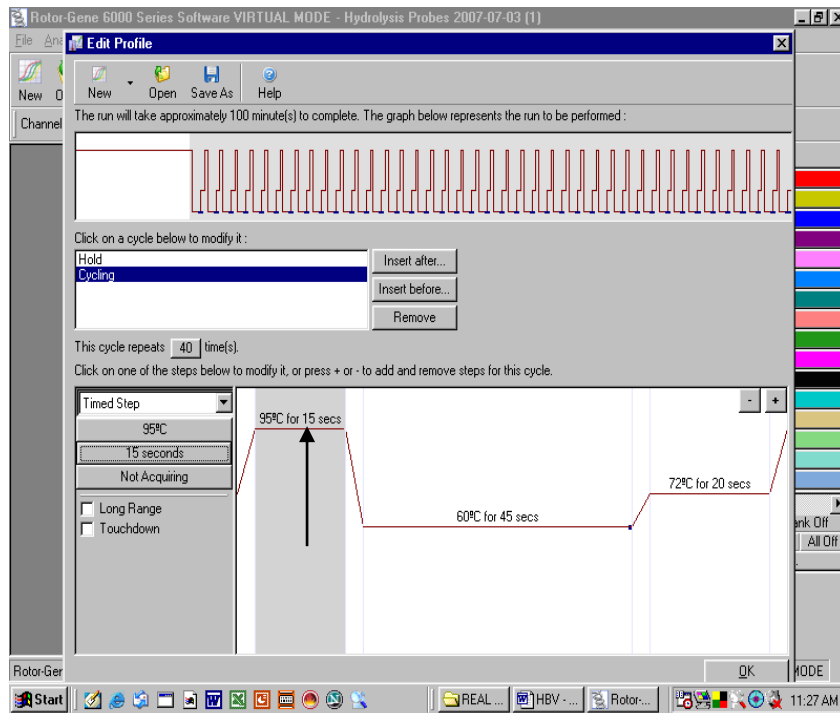 Rotor-Gene 6000 Series Software VIRTUAL MODE - Hydrolysis Probes 2007-07-03 (1)
File Ana
Edit Profile
New
New Open Save As Help
Channel
The run will take approximately 100 minute(s) to complete. The graph below represents the run to be performed :
Click on a cycle below to modify it :
Hold
Cycling
Insert after...
Insert before...
Remove
This cycle repeats 40 time(s).
Click on one of the steps below to modify it, or press + or - to add and remove steps for this cycle.
Timed Step
- +
95ºC
95ºC for 15 secs
15 seconds
Not Acquiring
72ºC for 20 secs
Long Range
60ºC for 45 secs
Touchdown
ank Off
All Off
OK
Rotor-Ger
MODE
Start
REAL ...
HBV - ...
Rotor-...
11:27 AM